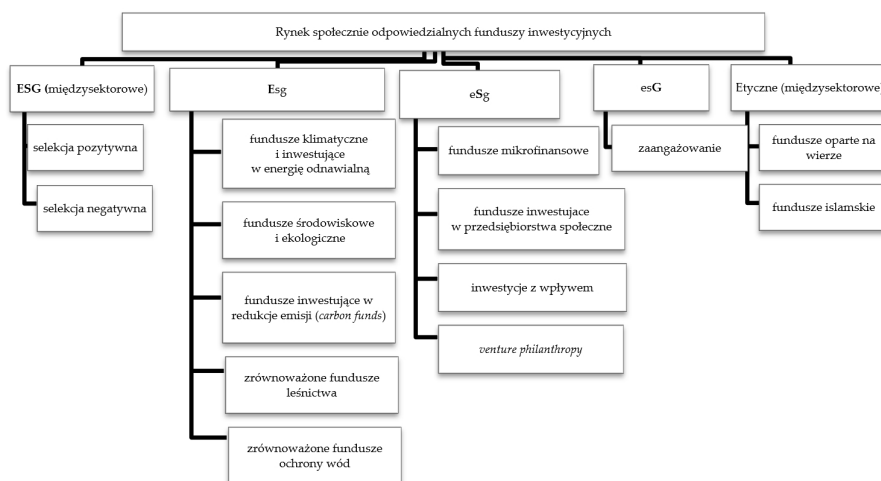 Rynek społecznie odpowiedzialnych funduszy inwestycyjnych
ESG (międzysektorowe)
selekcja pozytywna
selekcja negatywna
Esg
fundusze klimatyczne
i inwestujące
w energię odnawialną
fundusze środowiskowe
i ekologiczne
fundusze inwestujące w
redukcje emisji (carbon funds)
zrównoważone fundusze
leśnictwa
zrównoważone fundusze
ochrony wód
eSg
fundusze mikrofinansowe
fundusze inwestujace
w przedsiębiorstwa społeczne
inwestycje z wpływem
venture philanthropy
esG
zaangażowanie
Etyczne (międzysektorowe)
fundusze oparte na
wierze
fundusze islamskie